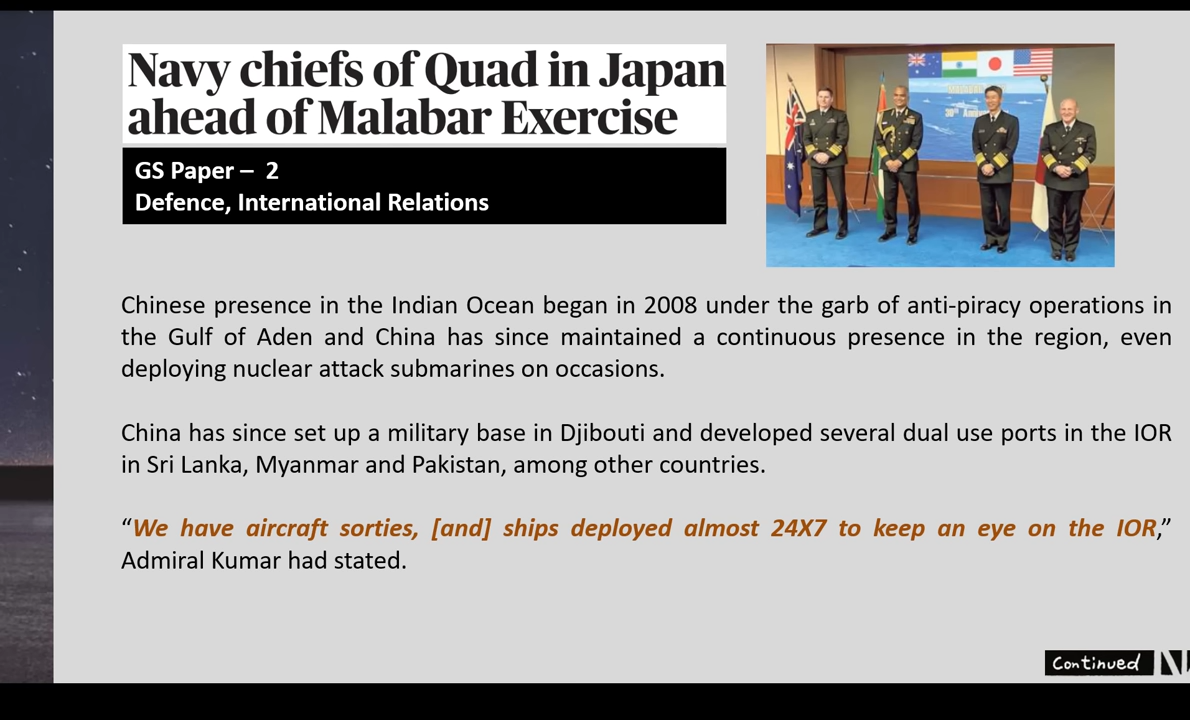 Navy chiefs of Quad in Japan
ahead of Malabar Exercise
GS Paper – 2
Defence, International Relations
Chinese presence in the Indian Ocean began in 2008 under the garb of anti-piracy operations in
the Gulf of Aden and China has since maintained a continuous presence in the region, even
deploying nuclear attack submarines on occasions.
China has since set up a military base in Djibouti and developed several dual use ports in the IOR
in Sri Lanka, Myanmar and Pakistan, among other countries.
“We have aircraft sorties, [and] ships deployed almost 24X7 to keep an eye on the IOR,”
Admiral Kumar had stated.
Continued